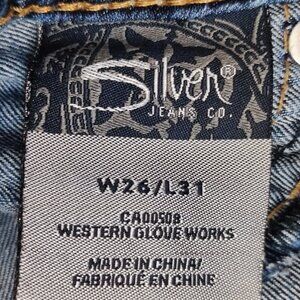 Silver®
JEANS CO.
W26/L31
CA00508
WESTERN GLOVE WORKS
MADE IN CHINA/
FABRIQUÉ EN CHINE